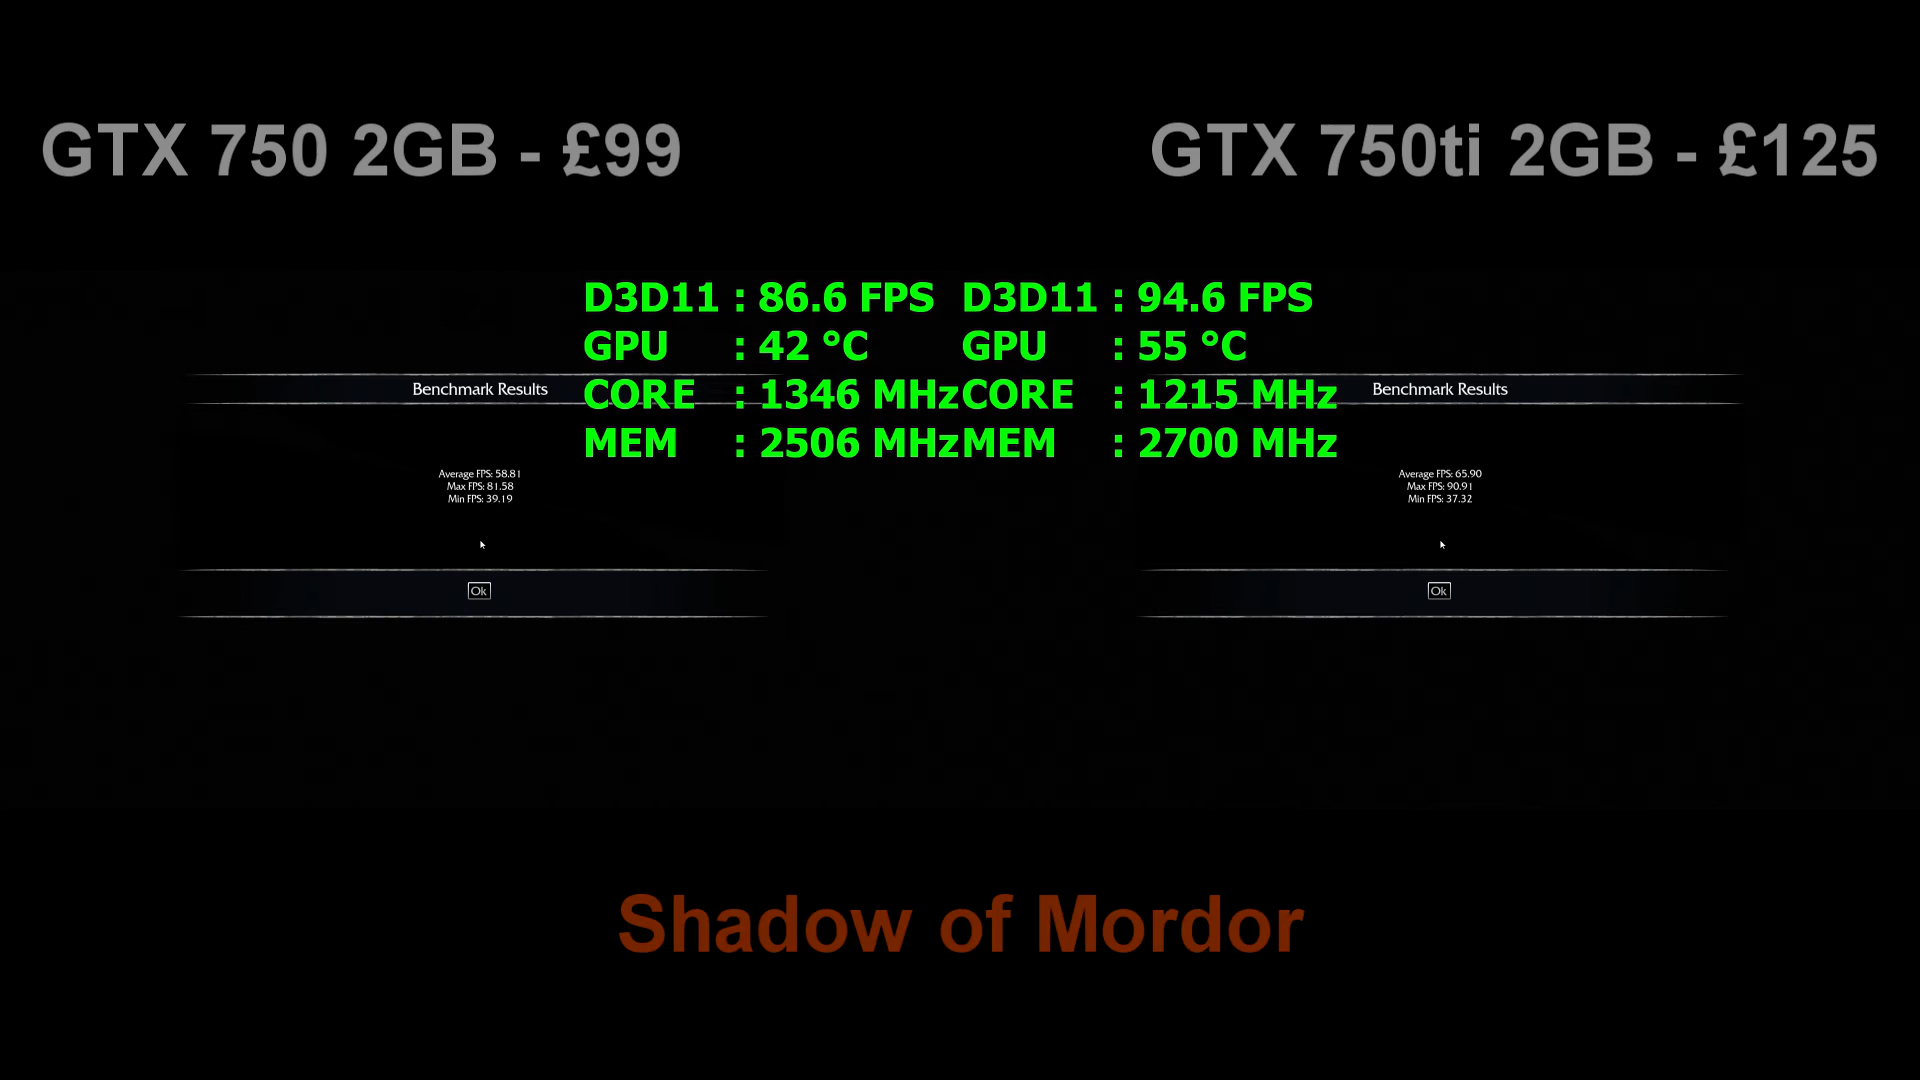 GTX 750 2GB - £99
GTX 750ti 2GB - £125
D3D11 : 86.6 FPS
GPU : 42 °C
CORE : 1346 MHz
MEM : 2506 MHz
D3D11 : 94.6 FPS
GPU : 55 °C
CORE : 1215 MHz
MEM : 2700 MHz
Benchmark Results
Average FPS: 58.81
Max FPS: 81.58
Min FPS: 39.19
Ok
Benchmark Results
Average FPS: 65.90
Max FPS: 90.91
Min FPS: 37.32
Ok
Shadow of Mordor